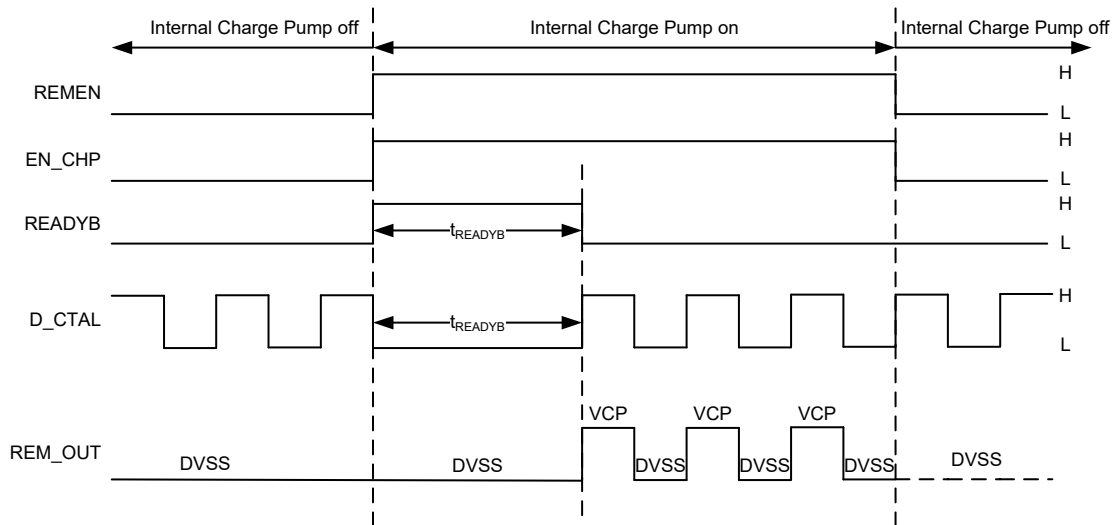 Internal Charge Pump off
Internal Charge Pump on
Internal Charge Pump off
REMEN
H
L
EN_CHP
H
L
READYB
tREADYB
H
L
D_CTAL
tREADYB
H
L
REM_OUT
DVSS
DVSS
VCP
DVSS
VCP
DVSS
VCP
DVSS
DVSS